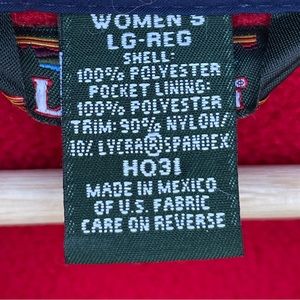 WOMEN'S
LG-REG
SHELL:
100% POLYESTER
POCKET LINING:
100% POLYESTER
TRIM: 90% NYLON/
10% LYCRA®SPANDEX
HQ31
MADE IN MEXICO
OF U.S. FABRIC
CARE ON REVERSE